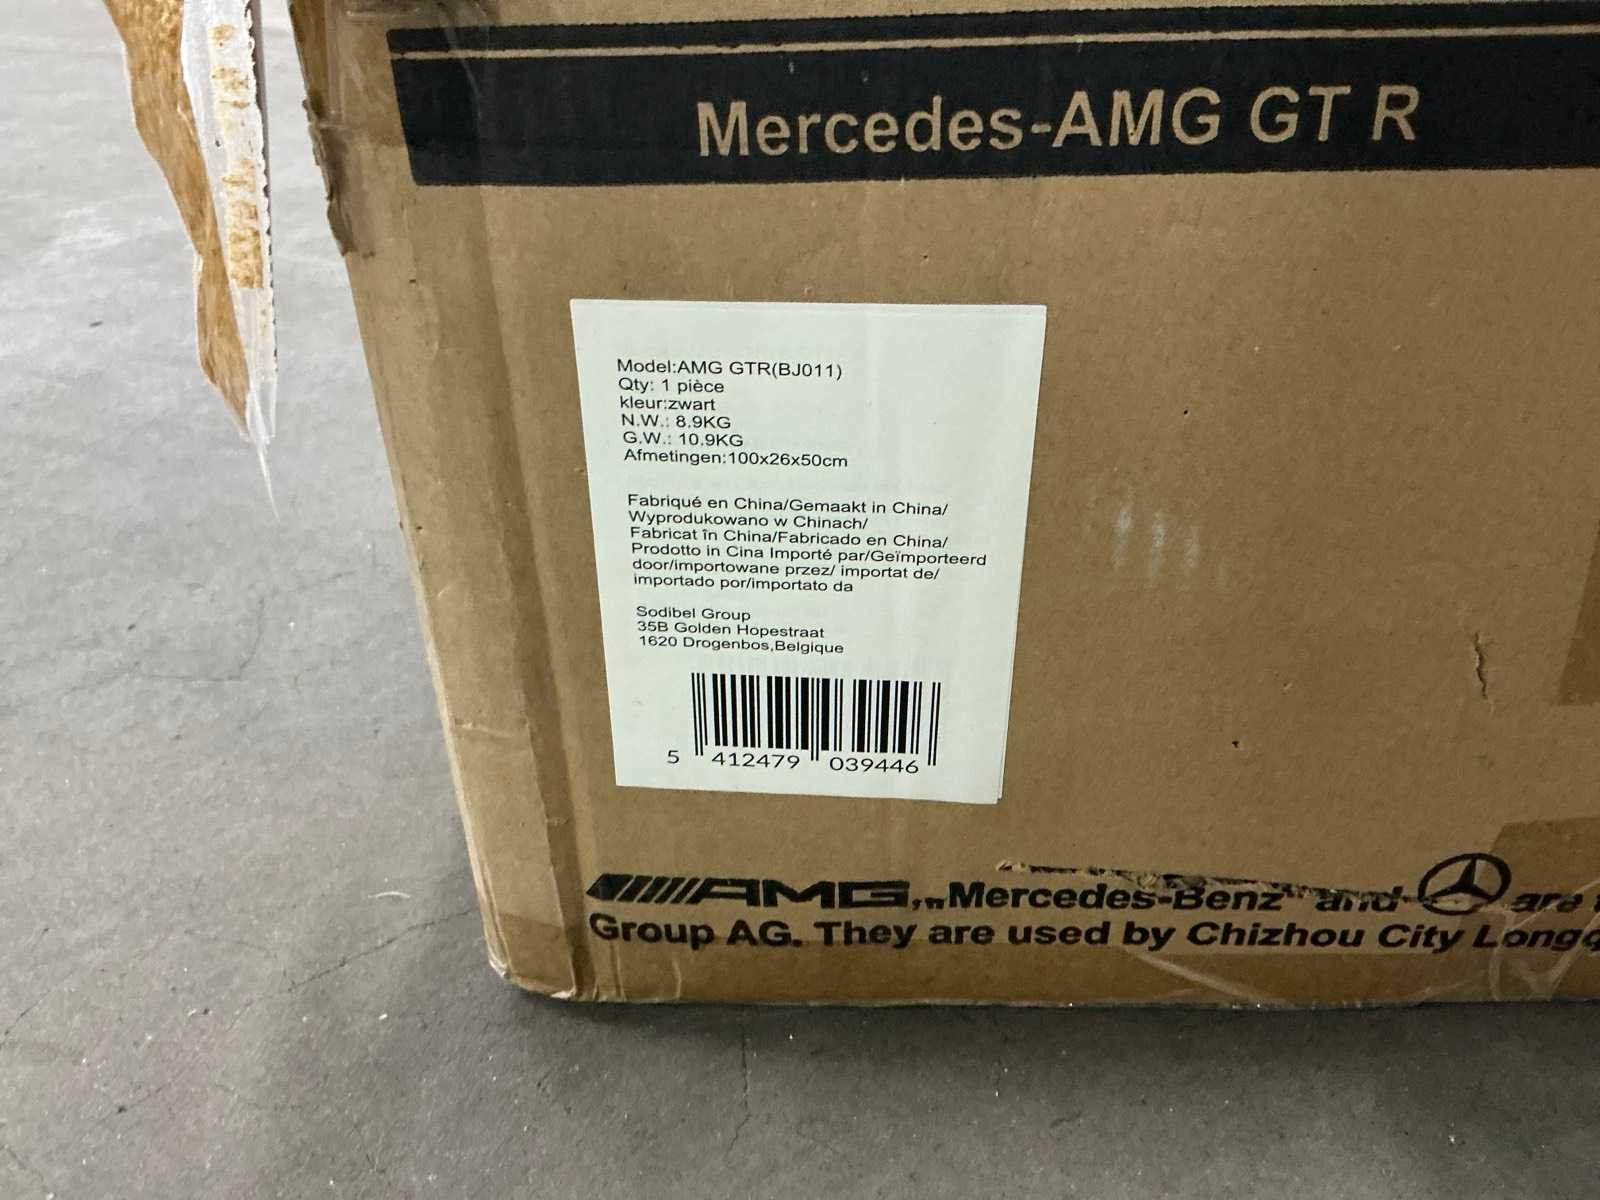 Mercedes-AMG GT R
Model:AMG GTR(BJ011)
Qty: 1 pièce
kleur:zwart
N.W.: 8.9KG
G.W.: 10.9KG
Afmetingen:100x26x50cm
Fabriqué en China/Gemaakt in China/
Wyprodukowano w Chinach/
Fabricat în China/Fabricado en China/
Prodotto in Cina Importé par/Geïmporteerd
door/importowane przez/ importat de/
importado por/importato da
Sodibel Group
35B Golden Hopestraat
1620 Drogenbos,Belgique
5 412479 039446
AMG,„Mercedes-Benz" and are
Group AG. They are used by Chizhou City